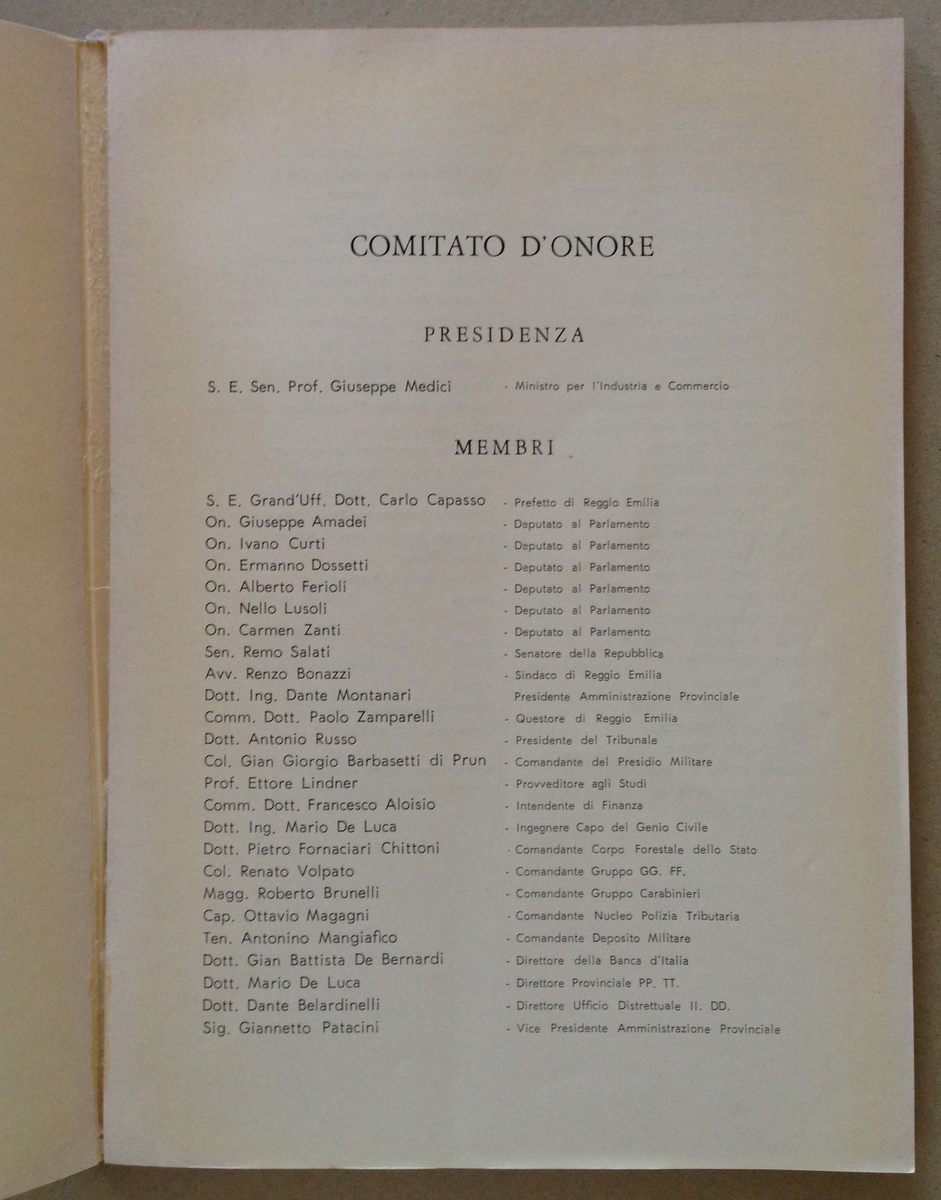 COMITATO D'ONORE
PRESIDENZA
S. E. Sen. Prof. Giuseppe Medici - Ministro per l'Industria e Commercio
MEMBRI
S. E. Grand'Uff. Dott. Carlo Capasso - Prefetto di Reggio Emilia
On. Giuseppe Amadei - Deputato al Parlamento
On. Ivano Curti - Deputato al Parlamento
On. Ermanno Dossetti - Deputato al Parlamento
On. Alberto Ferioli - Deputato al Parlamento
On. Nello Lusoli - Deputato al Parlamento
On. Carmen Zanti - Deputato al Parlamento
Sen. Remo Salati - Senatore della Repubblica
Avv. Renzo Bonazzi - Sindaco di Reggio Emilia
Dott. Ing. Dante Montanari Presidente Amministrazione Provinciale
Comm. Dott. Paolo Zamparelli - Questore di Reggio Emilia
Dott. Antonio Russo - Presidente del Tribunale
Col. Gian Giorgio Barbasetti di Prun - Comandante del Presidio Militare
Prof. Ettore Lindner - Provveditore agli Studi
Comm. Dott. Francesco Aloisio - Intendente di Finanza
Dott. Ing. Mario De Luca - Ingegnere Capo del Genio Civile
Dott. Pietro Fornaciari Chittoni - Comandante Corpo Forestale dello Stato
Col. Renato Volpato - Comandante Gruppo GG. FF.
Magg. Roberto Brunelli - Comandante Gruppo Carabinieri
Cap. Ottavio Magagni - Comandante Nucleo Polizia Tributaria
Ten. Antonino Mangiafico - Comandante Deposito Militare
Dott. Gian Battista De Bernardi - Direttore della Banca d'Italia
Dott. Mario De Luca - Direttore Provinciale PP. TT.
Dott. Dante Belardinelli - Direttore Ufficio Distrettuale II. DD.
Sig. Giannetto Patacini - Vice Presidente Amministrazione Provinciale